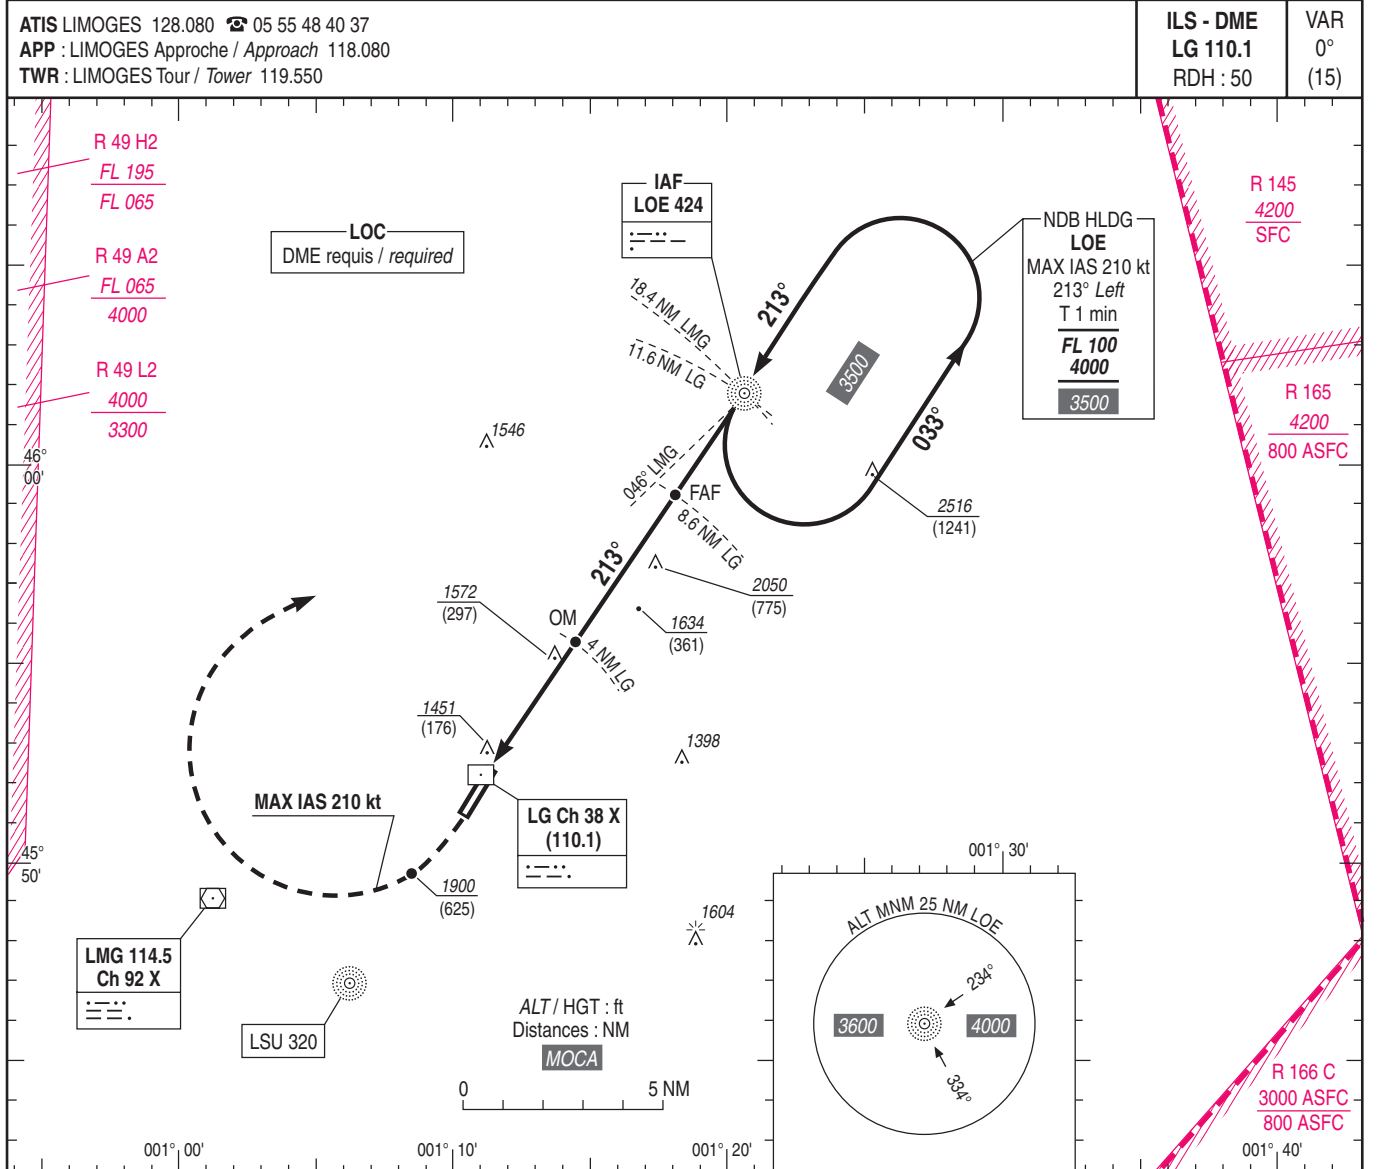 ATIS LIMOGES 128.080 ☎ 05 55 48 40 37
APP : LIMOGES Approche / Approach 118.080
TWR : LIMOGES Tour / Tower 119.550
ILS - DME
LG 110.1
RDH : 50
VAR
0°
(15)
R 49 H2
FL 195
FL 065
R 49 A2
FL 065
4000
R 49 L2
4000
3300
LOC
DME requis / required
IAF
LOE 424
NDB HLDG
LOE
MAX IAS 210 kt
213° Left
T 1 min
FL 100
4000
3500
R 145
4200
SFC
R 165
4200
800 ASFC
213°
3500
033°
18.4 NM LMG
11.6 NM LG
1546
046° LMG
FAF
8.6 NM LG
2516
(1241)
46°
00'
213°
2050
(775)
1572
(297)
OM
1634
(361)
4 NM LG
1451
(176)
1398
MAX IAS 210 kt
LG Ch 38 X
(110.1)
45°
50'
1900
(625)
001° 30'
1604
LMG 114.5
Ch 92 X
LSU 320
ALT / HGT : ft
Distances : NM
MOCA
0 5 NM
ALT MNM 25 NM LOE
234°
3600
4000
334°
R 166 C
3000 ASFC
800 ASFC
001° 00'
001° 10'
001° 20'
001° 40'